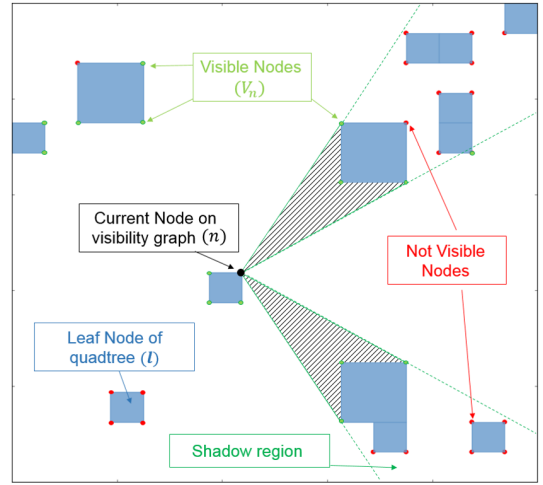 Visible Nodes
(Vn)
Current Node on
visibility graph (n)
Not Visible
Nodes
Leaf Node of
quadtree (l)
Shadow region